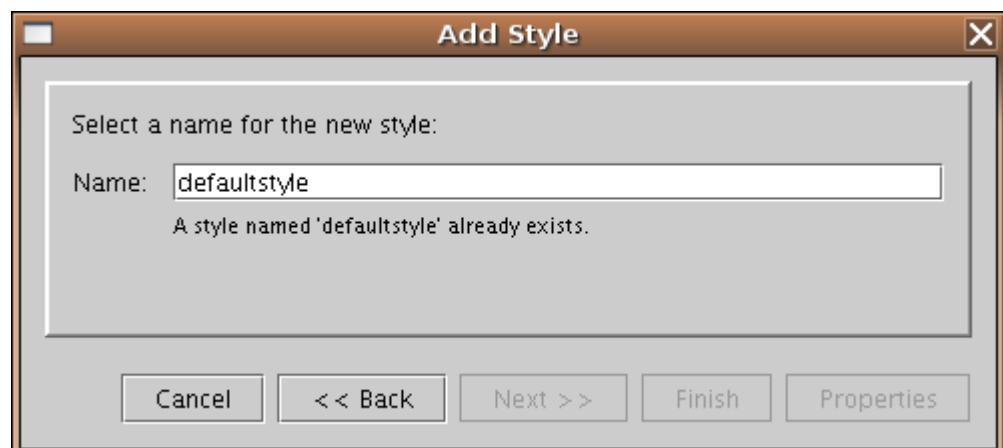 Add Style
Select a name for the new style:
Name: defaultstyle
A style named 'defaultstyle' already exists.
Cancel << Back Next >> Finish Properties